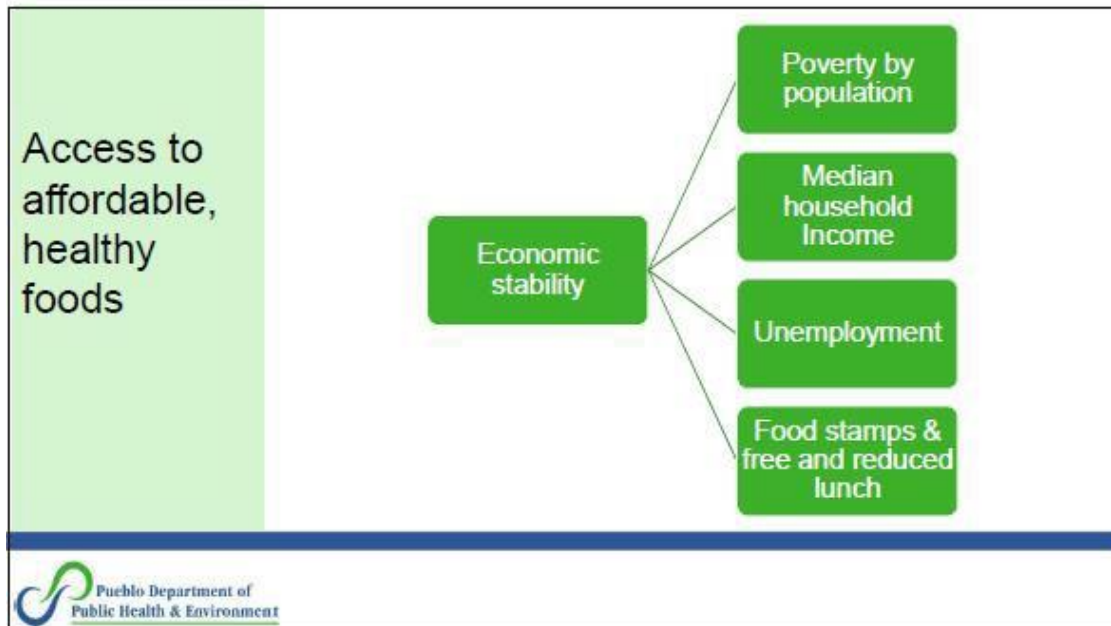 Access to
affordable,
healthy
foods
Economic
stability
Poverty by
population
Median
household
Income
Unemployment
Food stamps &
free and reduced
lunch
Pueblo Department of
Public Health & Environment